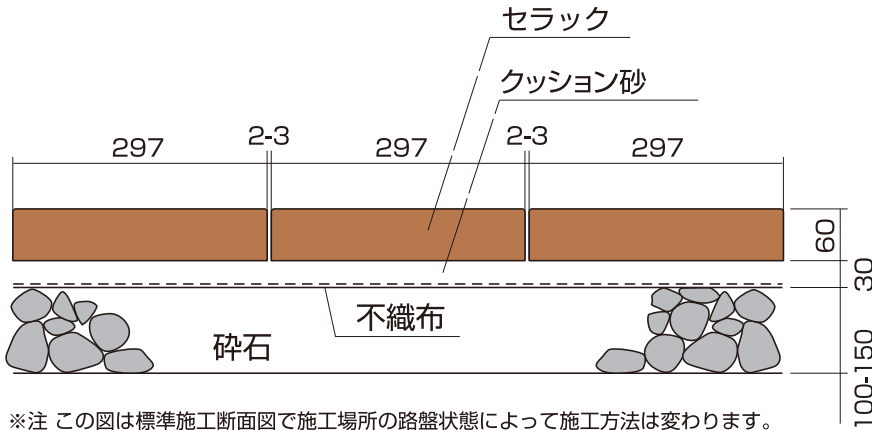 セラック
クッション砂
297
2-3
297
2-3
297
60
30
不織布
砕石
100-150
※注 この図は標準施工断面図で施工場所の路盤状態によって施工方法は変わります。